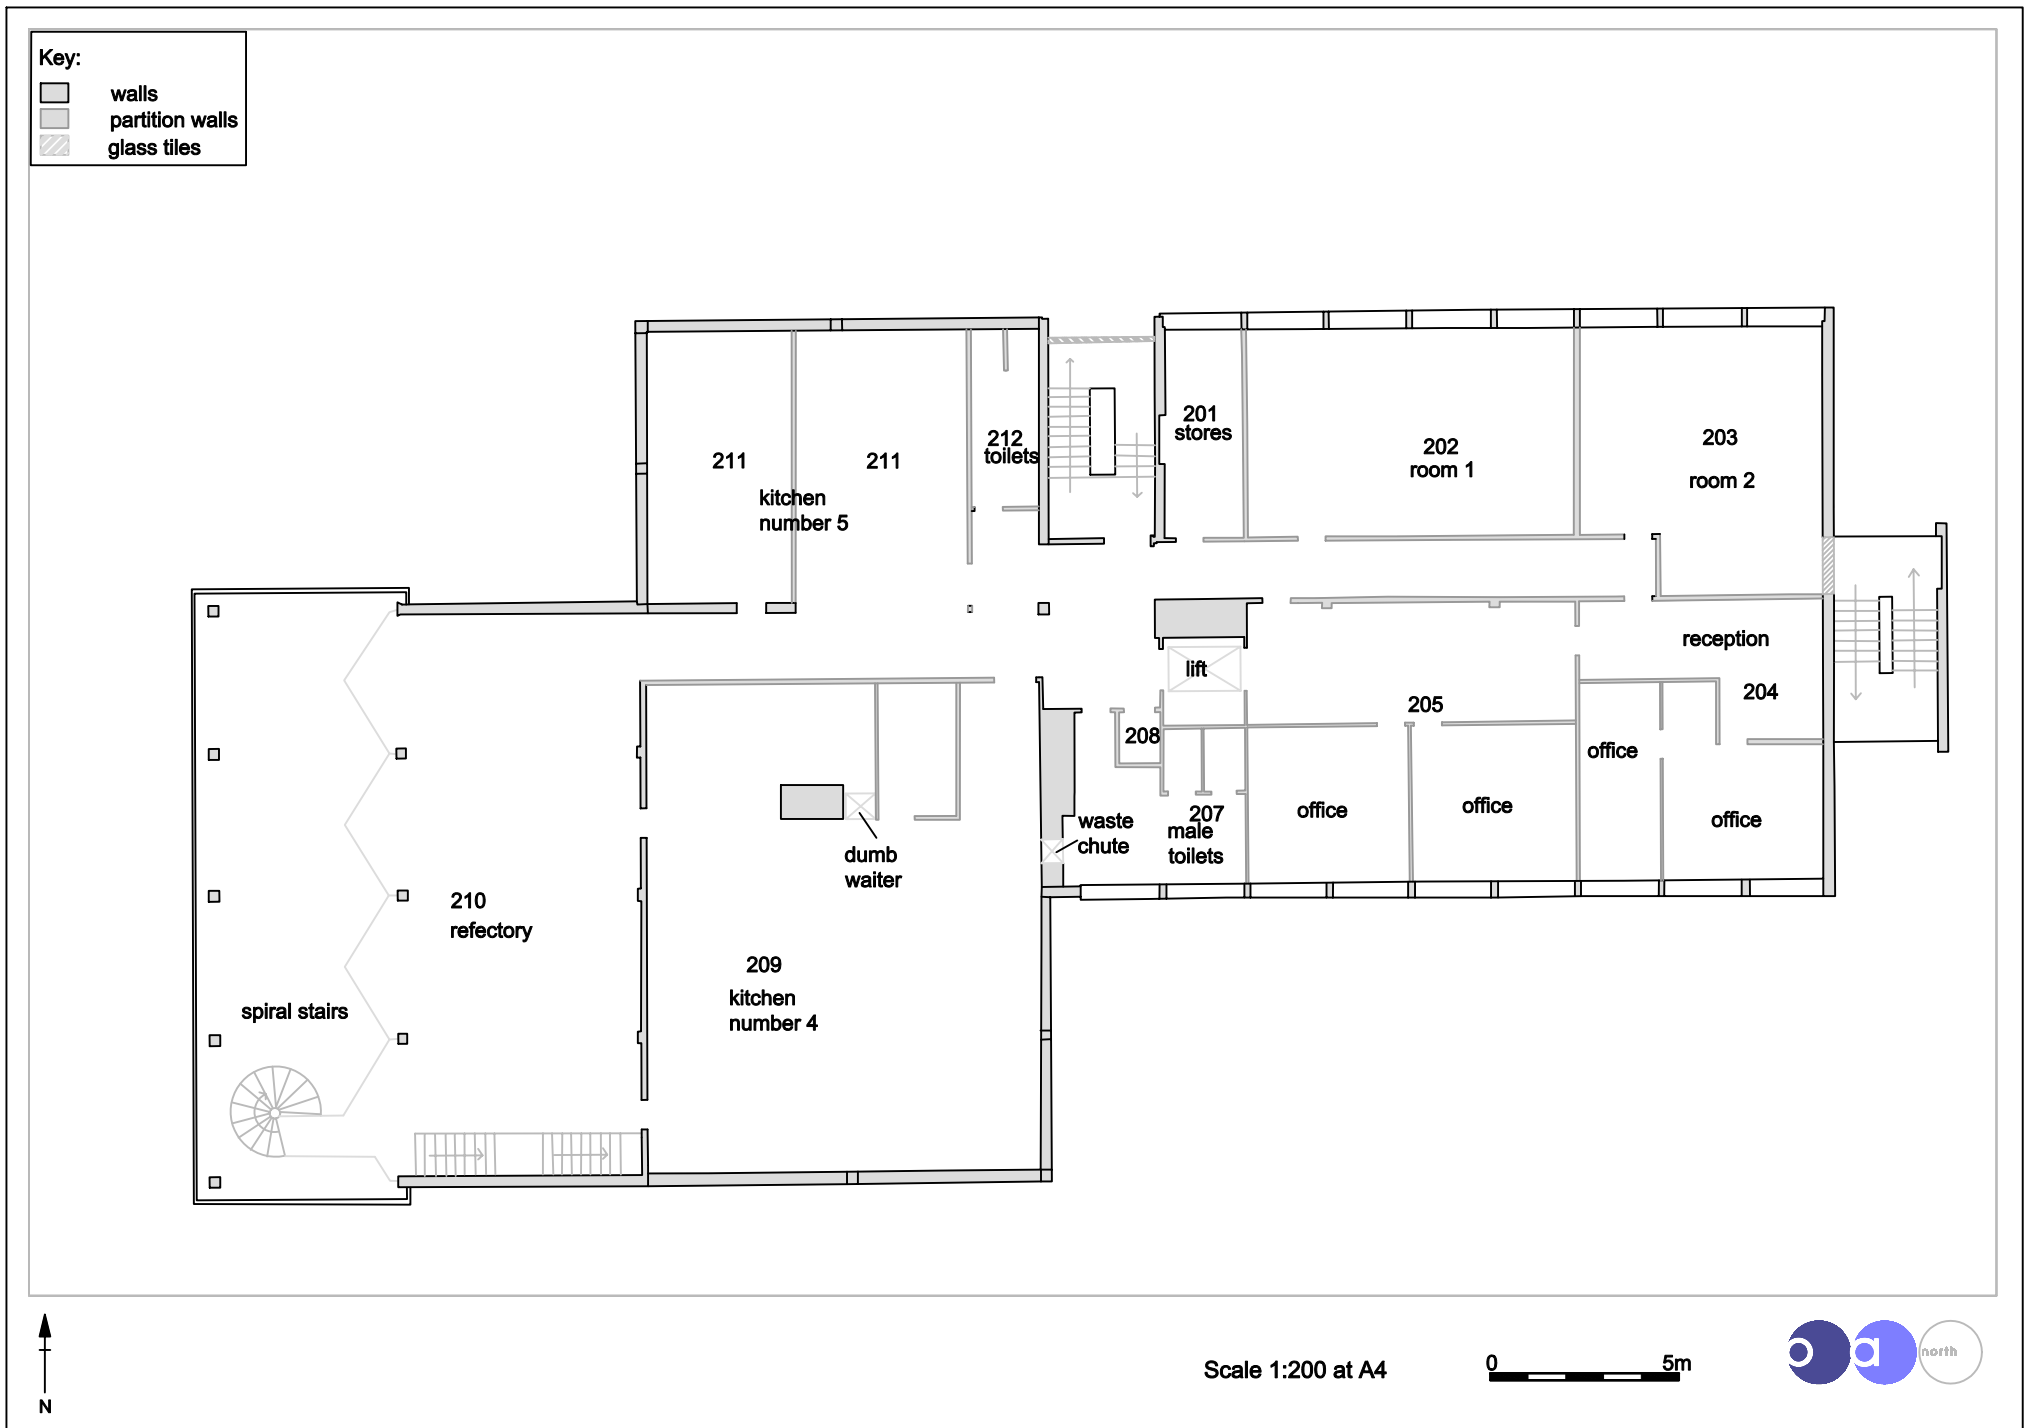 Key:
walls
partition walls
glass tiles
201
stores
202
room 1
203
room 2
211
211
kitchen
number 5
212
toilets
reception
204
lift
205
208
office
office
office
office
207
male
toilets
waste
chute
dumb
waiter
210
refectory
209
kitchen
number 4
spiral stairs
N
Scale 1:200 at A4
0
5m
o a north